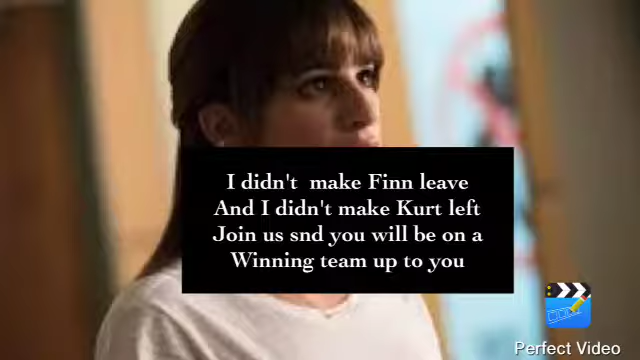 I didn't  make Finn leave
And I didn't make Kurt left
Join us snd you will be on a
Winning team up to you
Perfect Video